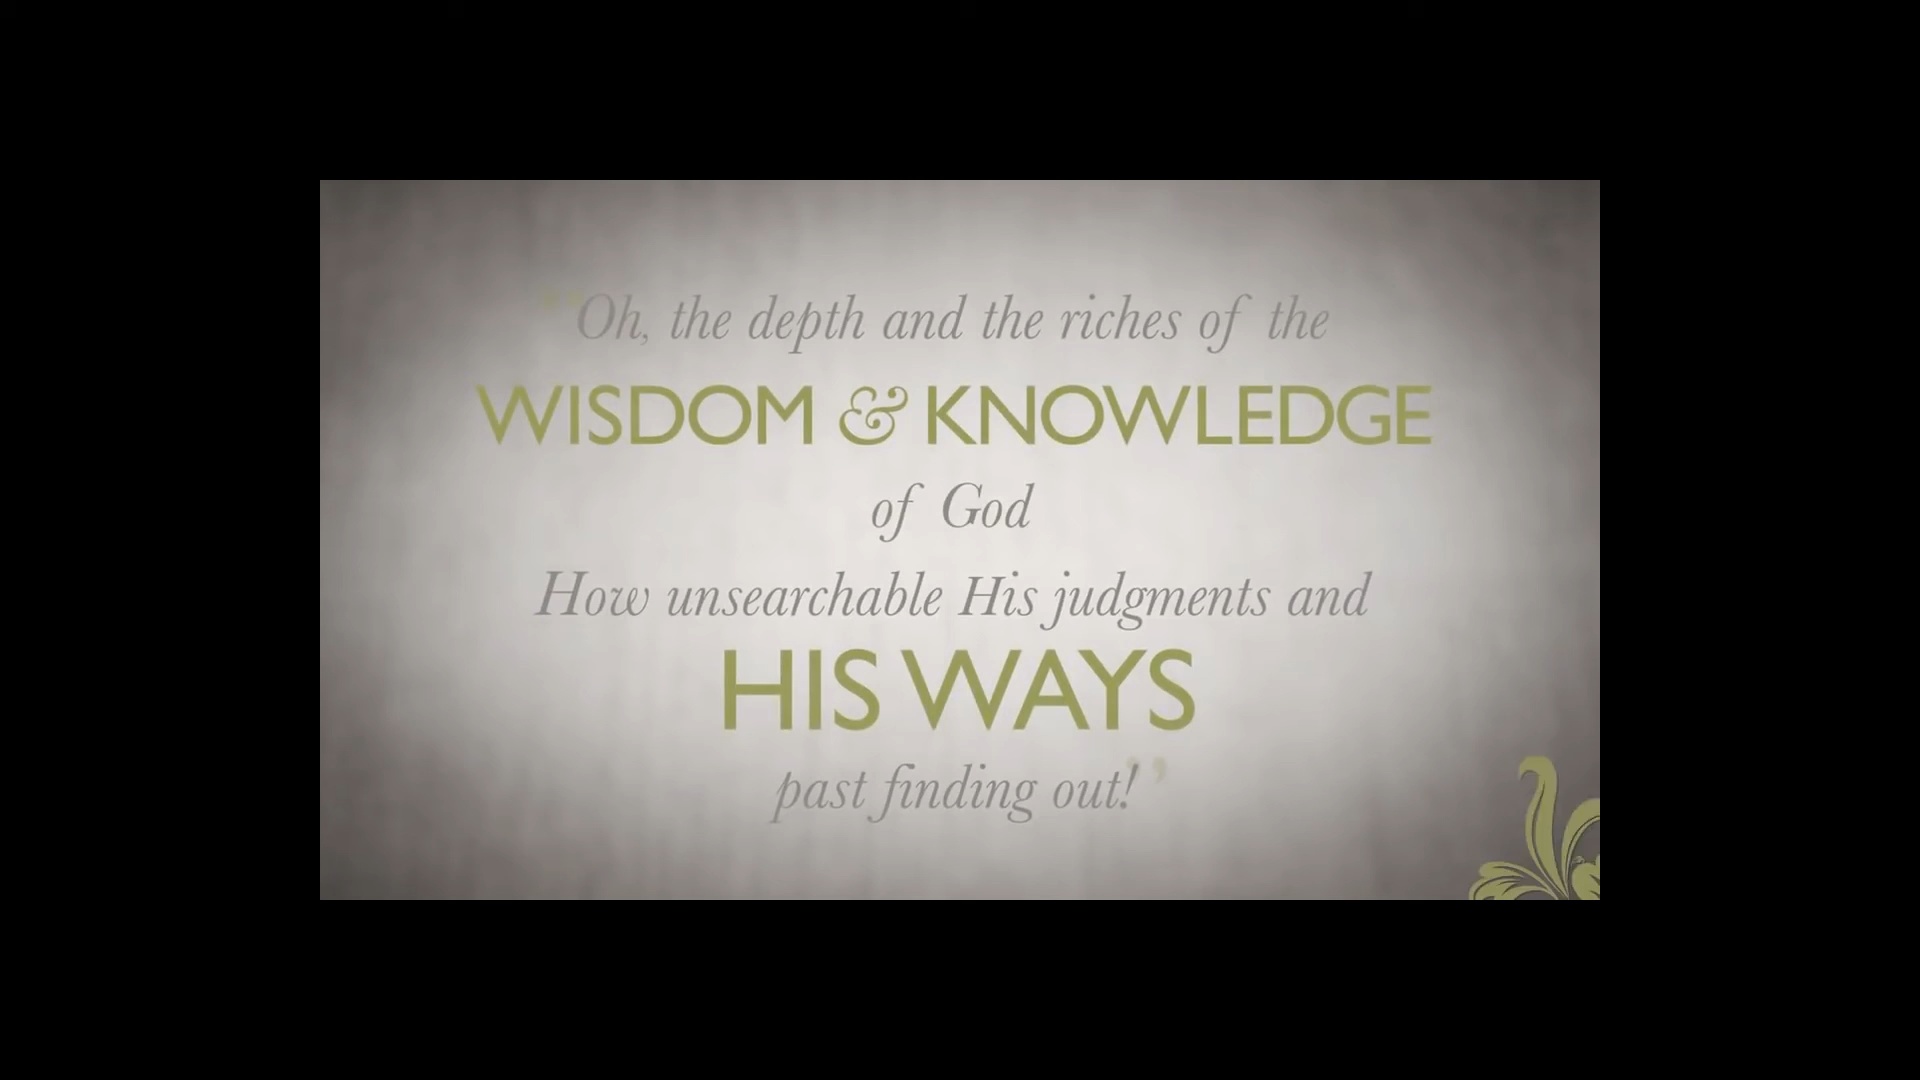 "Oh, the depth and the riches of the
WISDOM & KNOWLEDGE
of God
How unsearchable His judgments and
HIS WAYS
past finding out!"